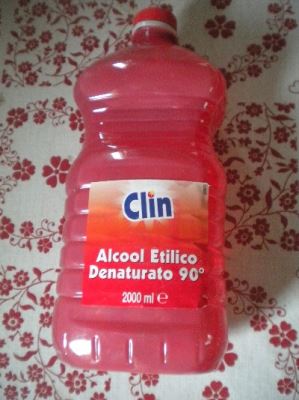 Clin
Alcool Etilico
Denaturato 90°
2000 ml ℮